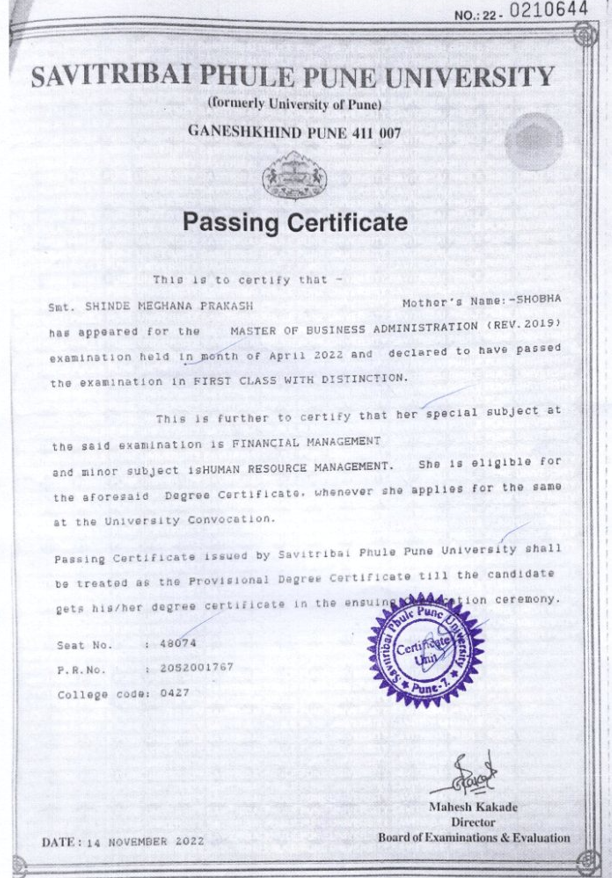 NO.: 22 - 0210644
SAVITRIBAI PHULE PUNE UNIVERSITY
(formerly University of Pune)
GANESHKHIND PUNE 411 007
Passing Certificate
This is to certify that -
Smt. SHINDE MEGHANA PRAKASH Mother's Name:-SHOBHA
has appeared for the MASTER OF BUSINESS ADMINISTRATION (REV.2019)
examination held in month of April 2022 and declared to have passed
the examination in FIRST CLASS WITH DISTINCTION.
This is further to certify that her special subject at
the said examination is FINANCIAL MANAGEMENT
and minor subject isHUMAN RESOURCE MANAGEMENT. She is eligible for
the aforesaid Degree Certificate, whenever she applies for the same
at the University Convocation.
Passing Certificate issued by Savitribai Phule Pune University shall
be treated as the Provisional Degree Certificate till the candidate
gets his/her degree certificate in the ensuing tion ceremony.
Savitribai Phule Pune University
Certificate
Unit
Pune-7
Seat No. : 48074
P.R.No. : 2052001767
College code: 0427
Mahesh Kakade
Director
Board of Examinations & Evaluation
DATE : 14 NOVEMBER 2022